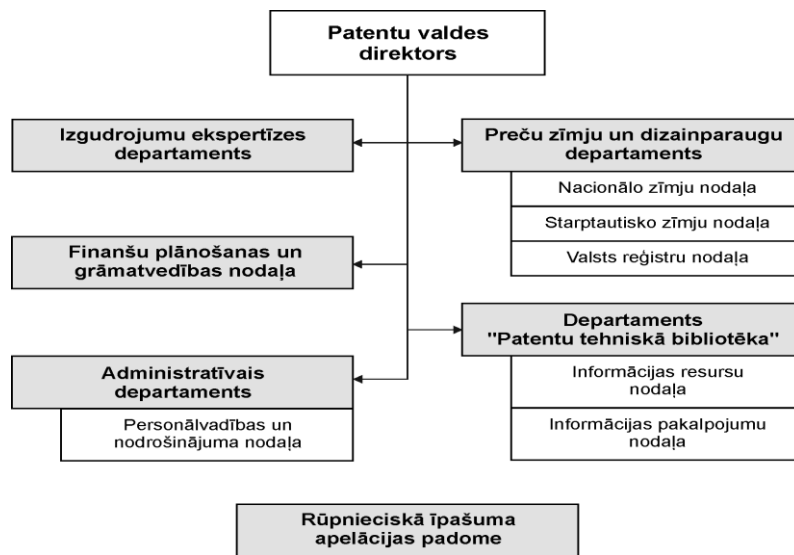 Patentu valdes
direktors
Izgudrojumu ekspertīzes
departaments
Preču zīmju un dizainparaugu
departaments
Nacionālo zīmju nodaļa
Starptautisko zīmju nodaļa
Valsts reģistru nodaļa
Finanšu plānošanas un
grāmatvedības nodaļa
Departaments
"Patentu tehniskā bibliotēka"
Informācijas resursu
nodaļa
Informācijas pakalpojumu
nodaļa
Administratīvais
departaments
Personālvadības un
nodrošinājuma nodaļa
Rūpnieciskā īpašuma
apelācijas padome